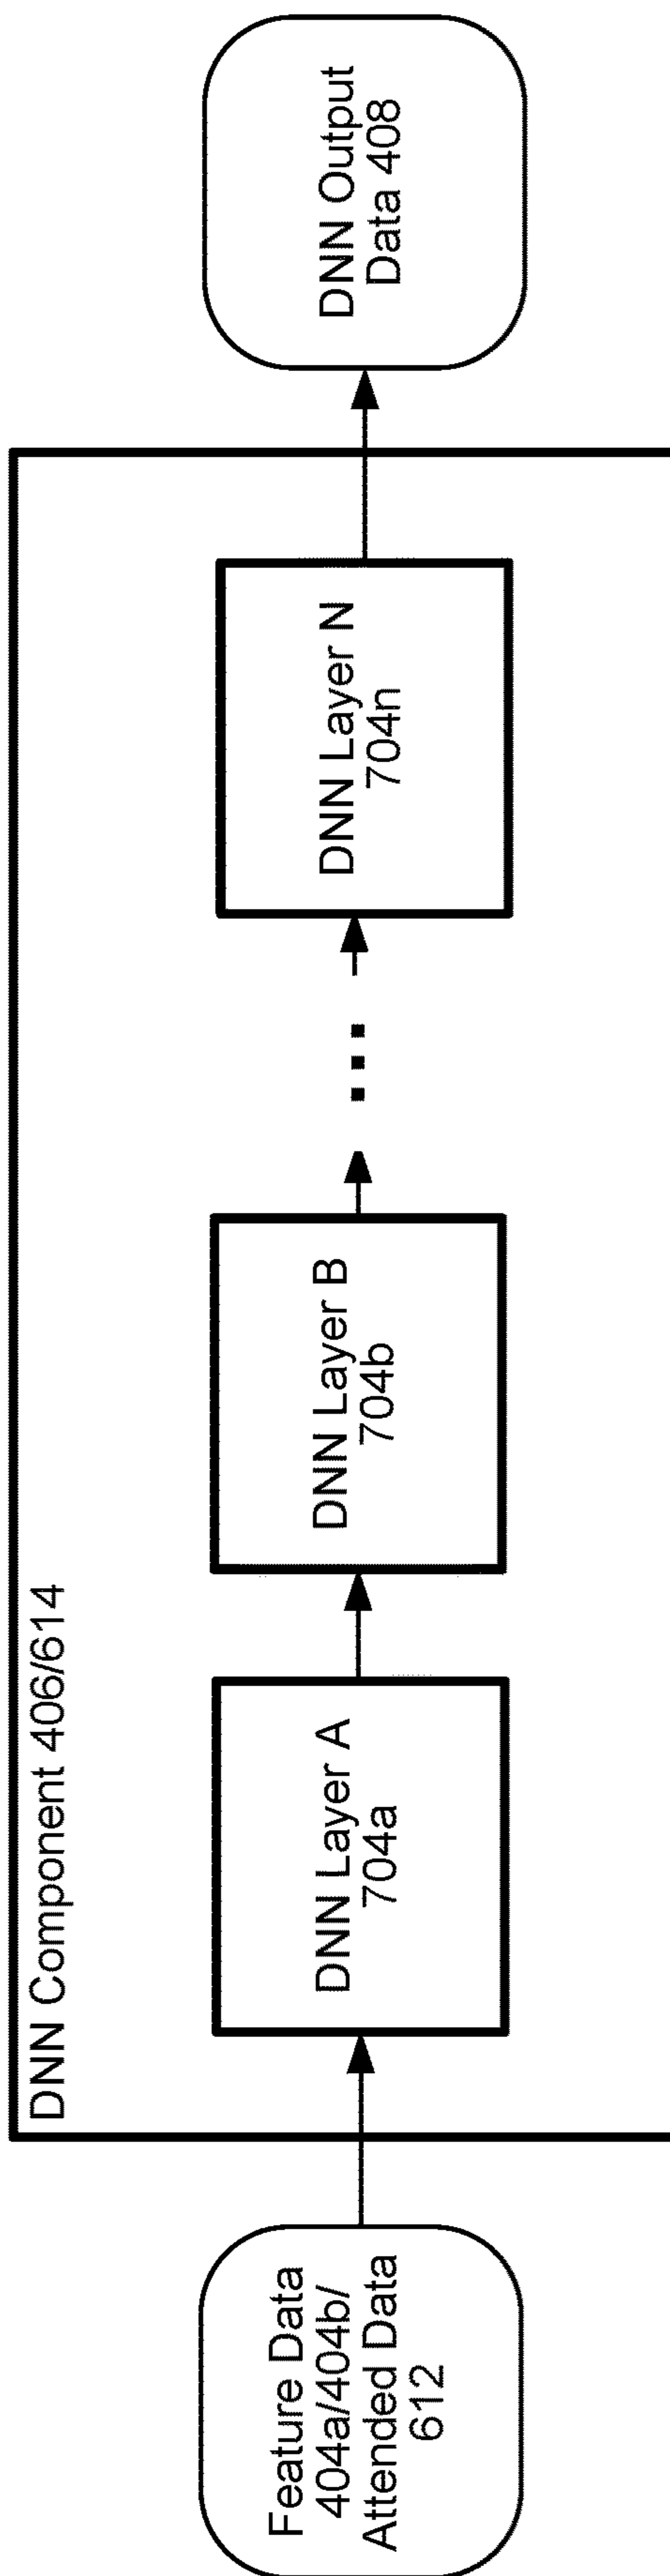 DNN Component 406/614
Feature Data
404a/404b/
Attended Data
612
DNN Layer A
704a
DNN Layer B
704b
DNN Layer N
704n
DNN Output
Data 408